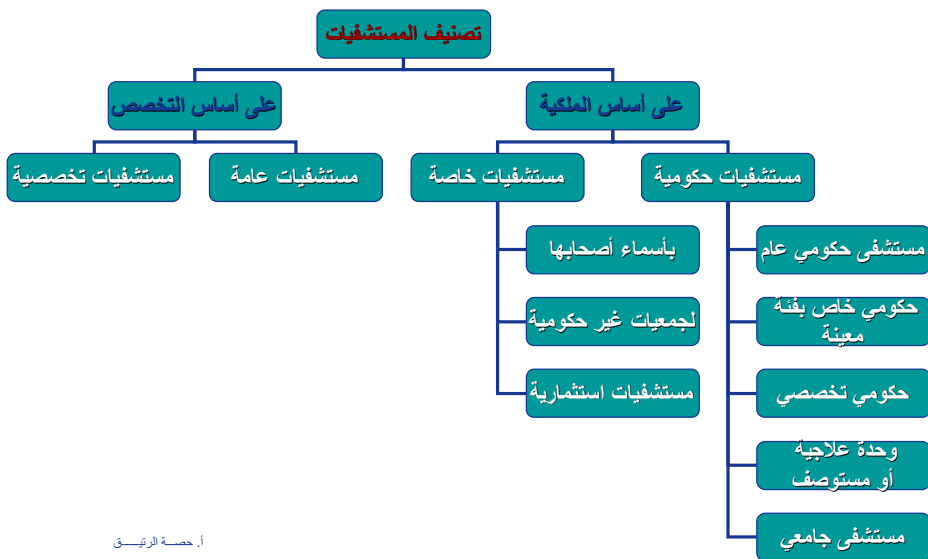 تصنيف المستشفيات
على أساس الملكية
على أساس التخصص
مستشفيات حكومية
مستشفيات خاصة
مستشفيات عامة
مستشفيات تخصصية
مستشفى حكومي عام
بأسماء أصحابها
حكومي خاص بفئة
معينة
لجمعيات غير حكومية
حكومي تخصصي
مستشفيات استثمارية
وحدة علاجية
أو مستوصف
مستشفى جامعي
أ. حصـــة الرتيـــــق